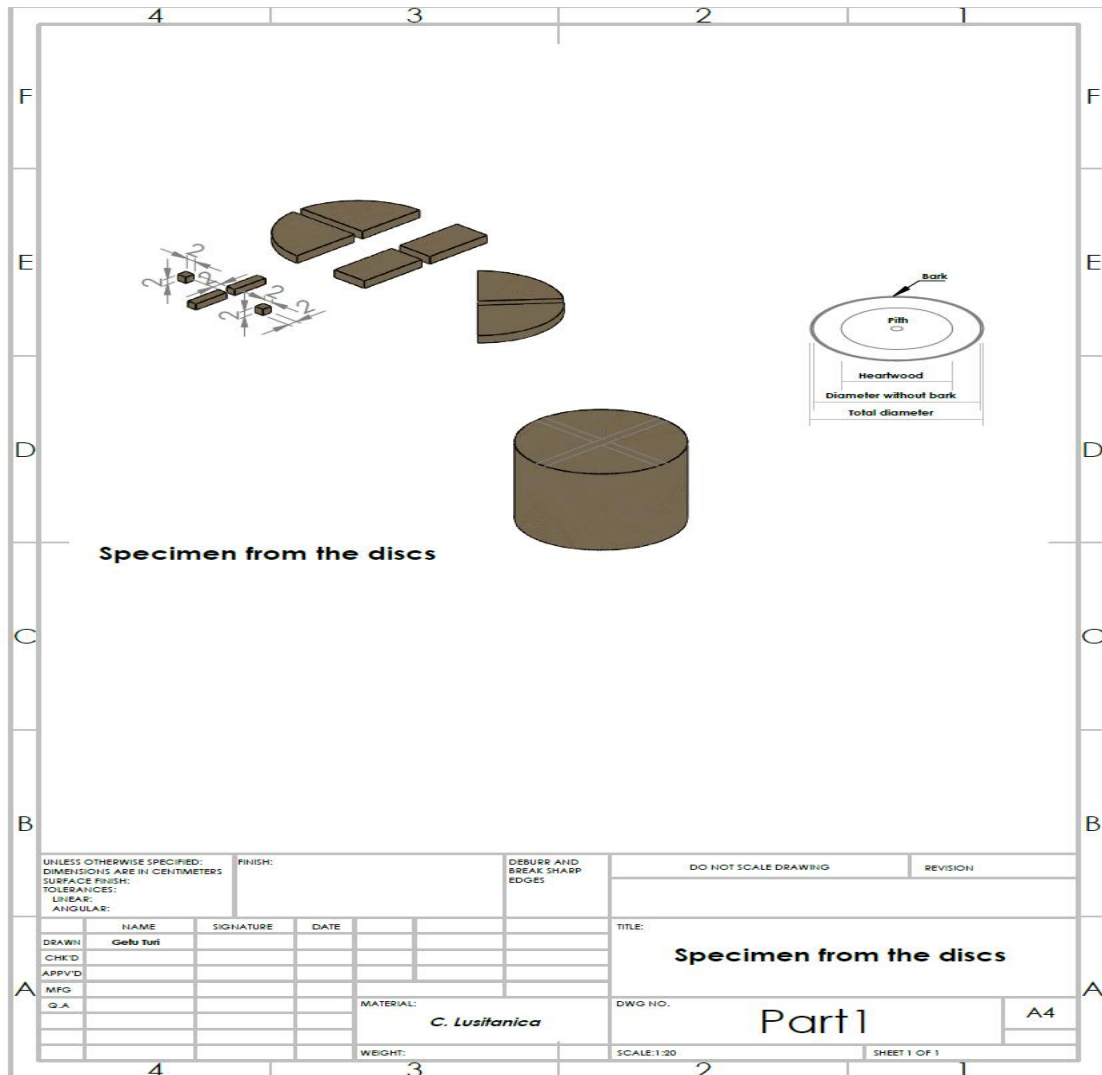 4 3 2 1
F F
2
2
2
2
2
2
E E
Bark
Pith
Heartwood
Diameter without bark
Total diameter
D D
Specimen from the discs
C C
B B
UNLESS OTHERWISE SPECIFIED:
DIMENSIONS ARE IN CENTIMETERS
SURFACE FINISH:
TOLERANCES:
LINEAR:
ANGULAR:
FINISH:
DEBURR AND
BREAK SHARP
EDGES
DO NOT SCALE DRAWING
REVISION
NAME SIGNATURE DATE
DRAWN Getu Turi
CHK'D
APPV'D
MFG
Q.A
TITLE:
Specimen from the discs
A A
MATERIAL:
C. Lusitanica
DWG NO.
Part1
A4
WEIGHT:
SCALE:1:20
SHEET 1 OF 1
4 3 2 1